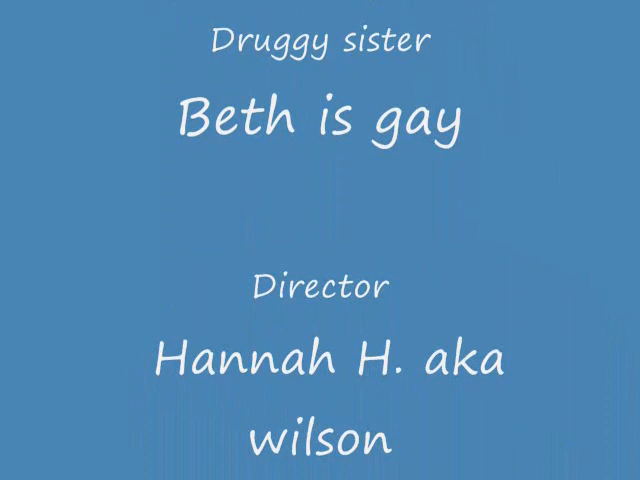 Druggy sister
Beth is gay
Director
Hannah H. aka
wilson